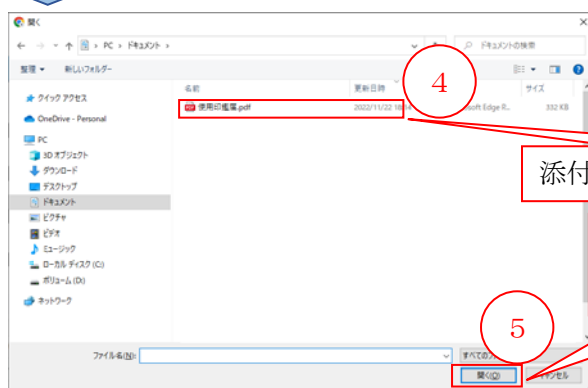 開く
PC › ドキュメント ›
ドキュメントの検索
整理 新しいフォルダー
名前 更新日時 サイズ
4
クイック アクセス
使用印鑑届.pdf 2022/11/22 soft Edge R... 332 KB
OneDrive - Personal
PC
3D オブジェクト
添付
ダウンロード
デスクトップ
ドキュメント
ピクチャ
ビデオ
ミュージック
ローカル ディスク (C:)
ボリューム (D:)
ネットワーク
5
ファイル名(N):
すべての
開く(O) キャンセル